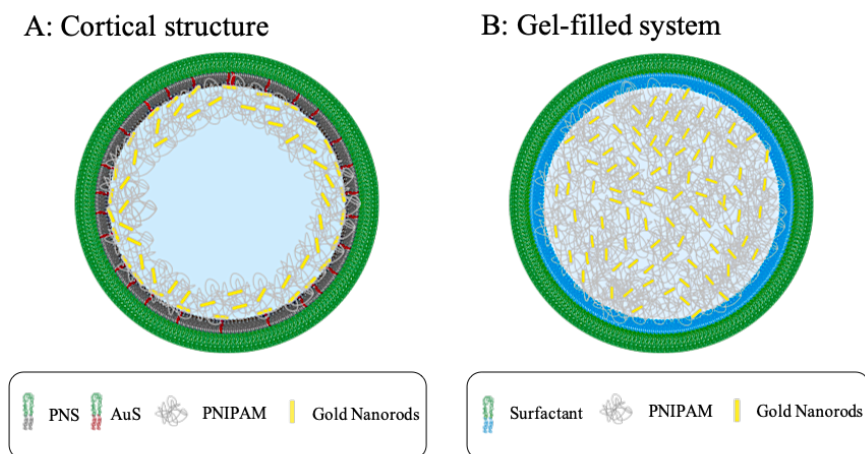 A: Cortical structure
B: Gel-filled system
PNS AuS PNIPAM Gold Nanorods
Surfactant PNIPAM Gold Nanorods